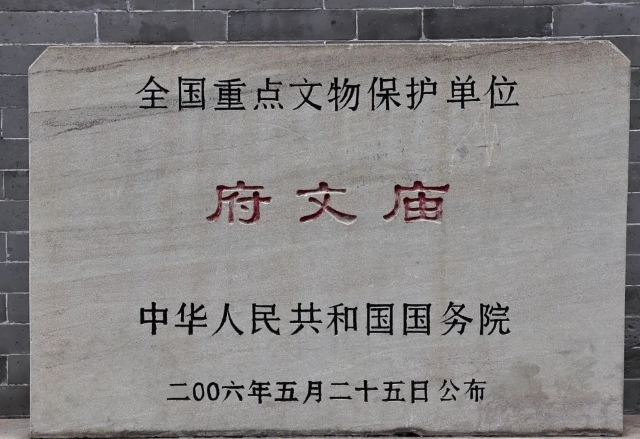 全国重点文物保护单位
府文庙
中华人民共和国国务院
二00六年五月二十五日公布